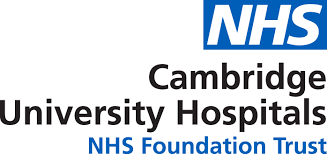 NHS
Cambridge
University Hospitals
NHS Foundation Trust